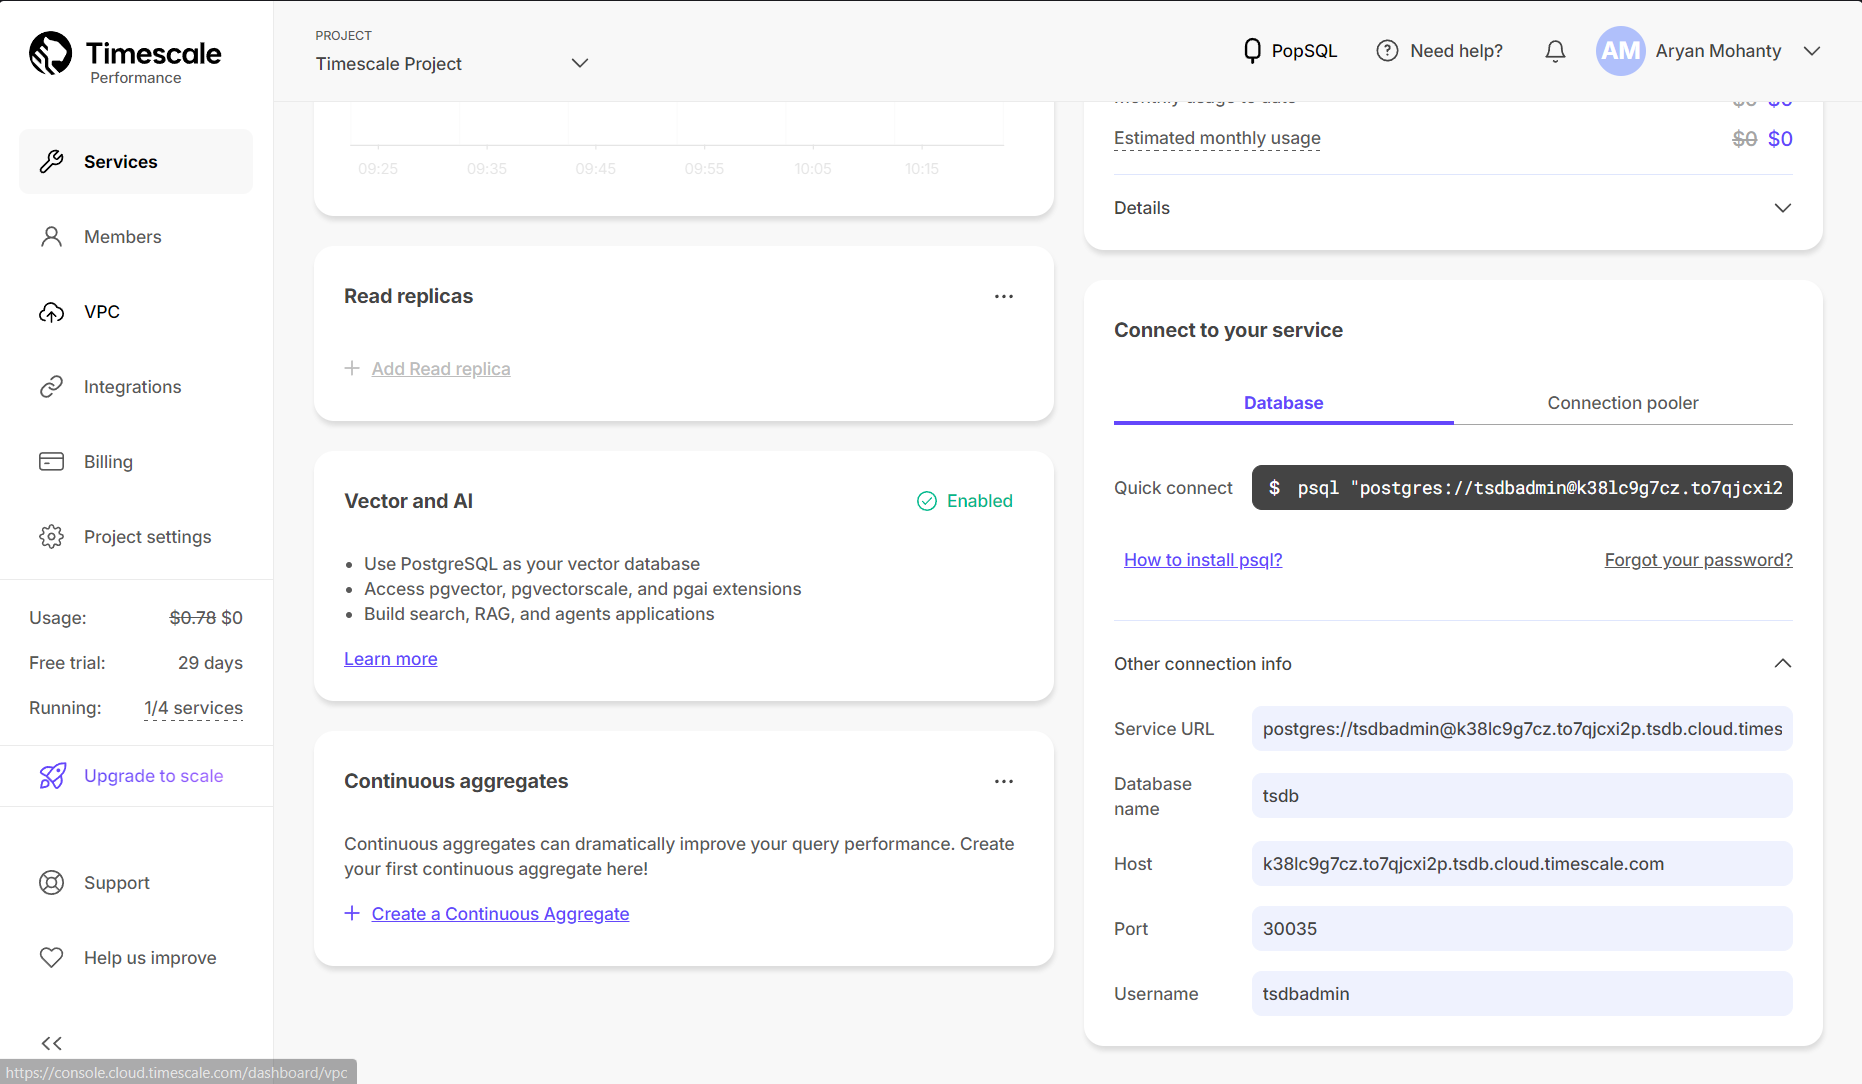 Timescale
Performance
Services
Members
VPC
Integrations
Billing
Project settings
Usage: $0.78 $0
Free trial: 29 days
Running: 1/4 services
Upgrade to scale
Support
Help us improve
https://console.cloud.timescale.com/dashboard/vpc
PROJECT
Timescale Project
PopSQL
Need help?
AM
Aryan Mohanty
09:25 09:35 09:45 09:55 10:05 10:15
Read replicas
Add Read replica
Vector and AI
Enabled
Use PostgreSQL as your vector database
Access pgvector, pgvectorscale, and pgai extensions
Build search, RAG, and agents applications
Learn more
Continuous aggregates
Continuous aggregates can dramatically improve your query performance. Create
your first continuous aggregate here!
Create a Continuous Aggregate
Monthly usage to date $0 $0
Estimated monthly usage $0 $0
Details
Connect to your service
Database
Connection pooler
Quick connect $ psql "postgres://tsdbadmin@k38lc9g7cz.to7qjcxi2
How to install psql?
Forgot your password?
Other connection info
Service URL postgres://tsdbadmin@k38lc9g7cz.to7qjcxi2p.tsdb.cloud.times
Database
name
tsdb
Host k38lc9g7cz.to7qjcxi2p.tsdb.cloud.timescale.com
Port 30035
Username tsdbadmin